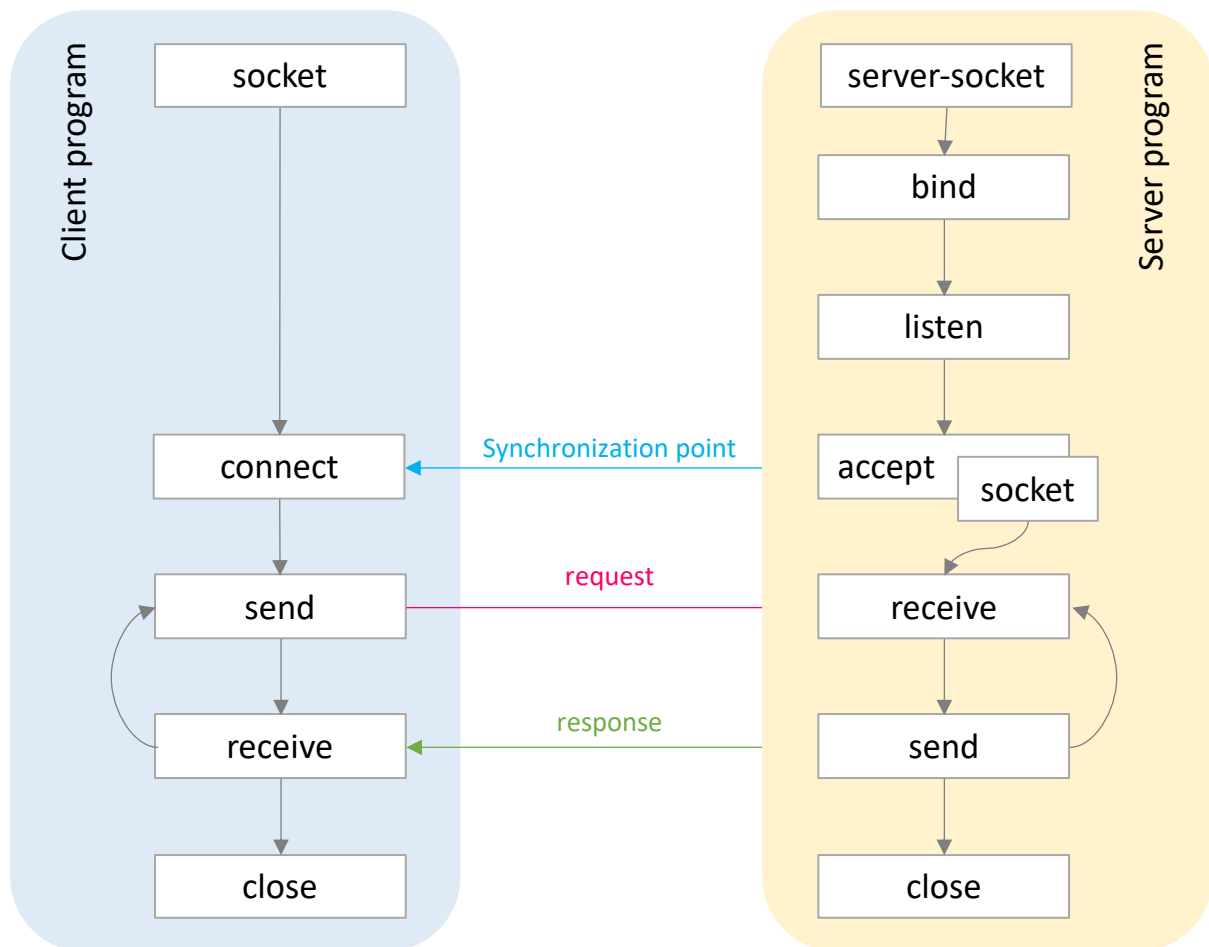 Client program
socket
connect
send
receive
close
Synchronization point
request
response
Server program
server-socket
bind
listen
accept
socket
receive
send
close